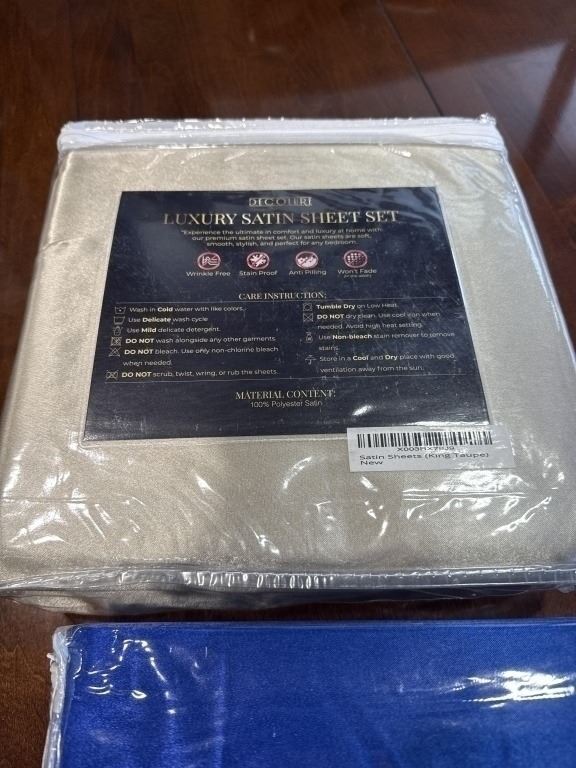 DECOLURE
LUXURY SATIN SHEET SET
"Experience the ultimate in comfort and luxury at home with
our premium satin sheet set. Our satin sheets are soft,
smooth, stylish, and perfect for any bedroom.
Wrinkle Free
Stain Proof
Anti Pilling
Won't Fade
CARE INSTRUCTION:
Wash in Cold water with like colors.
Use Delicate wash cycle
Use Mild delicate detergent.
DO NOT wash alongside any other garments
DO NOT bleach. Use only non-chlorine bleach
when needed.
DO NOT scrub, twist, wring, or rub the sheets.
Tumble Dry on Low Heat.
DO NOT dry clean. Use cool iron when
needed. Avoid high heat setting.
Use Non-bleach stain remover to remove
stains.
Store in a Cool and Dry place with good
ventilation away from the sun.
MATERIAL CONTENT:
100% Polyester Satin
Satin Sheets (King Taupe)
New